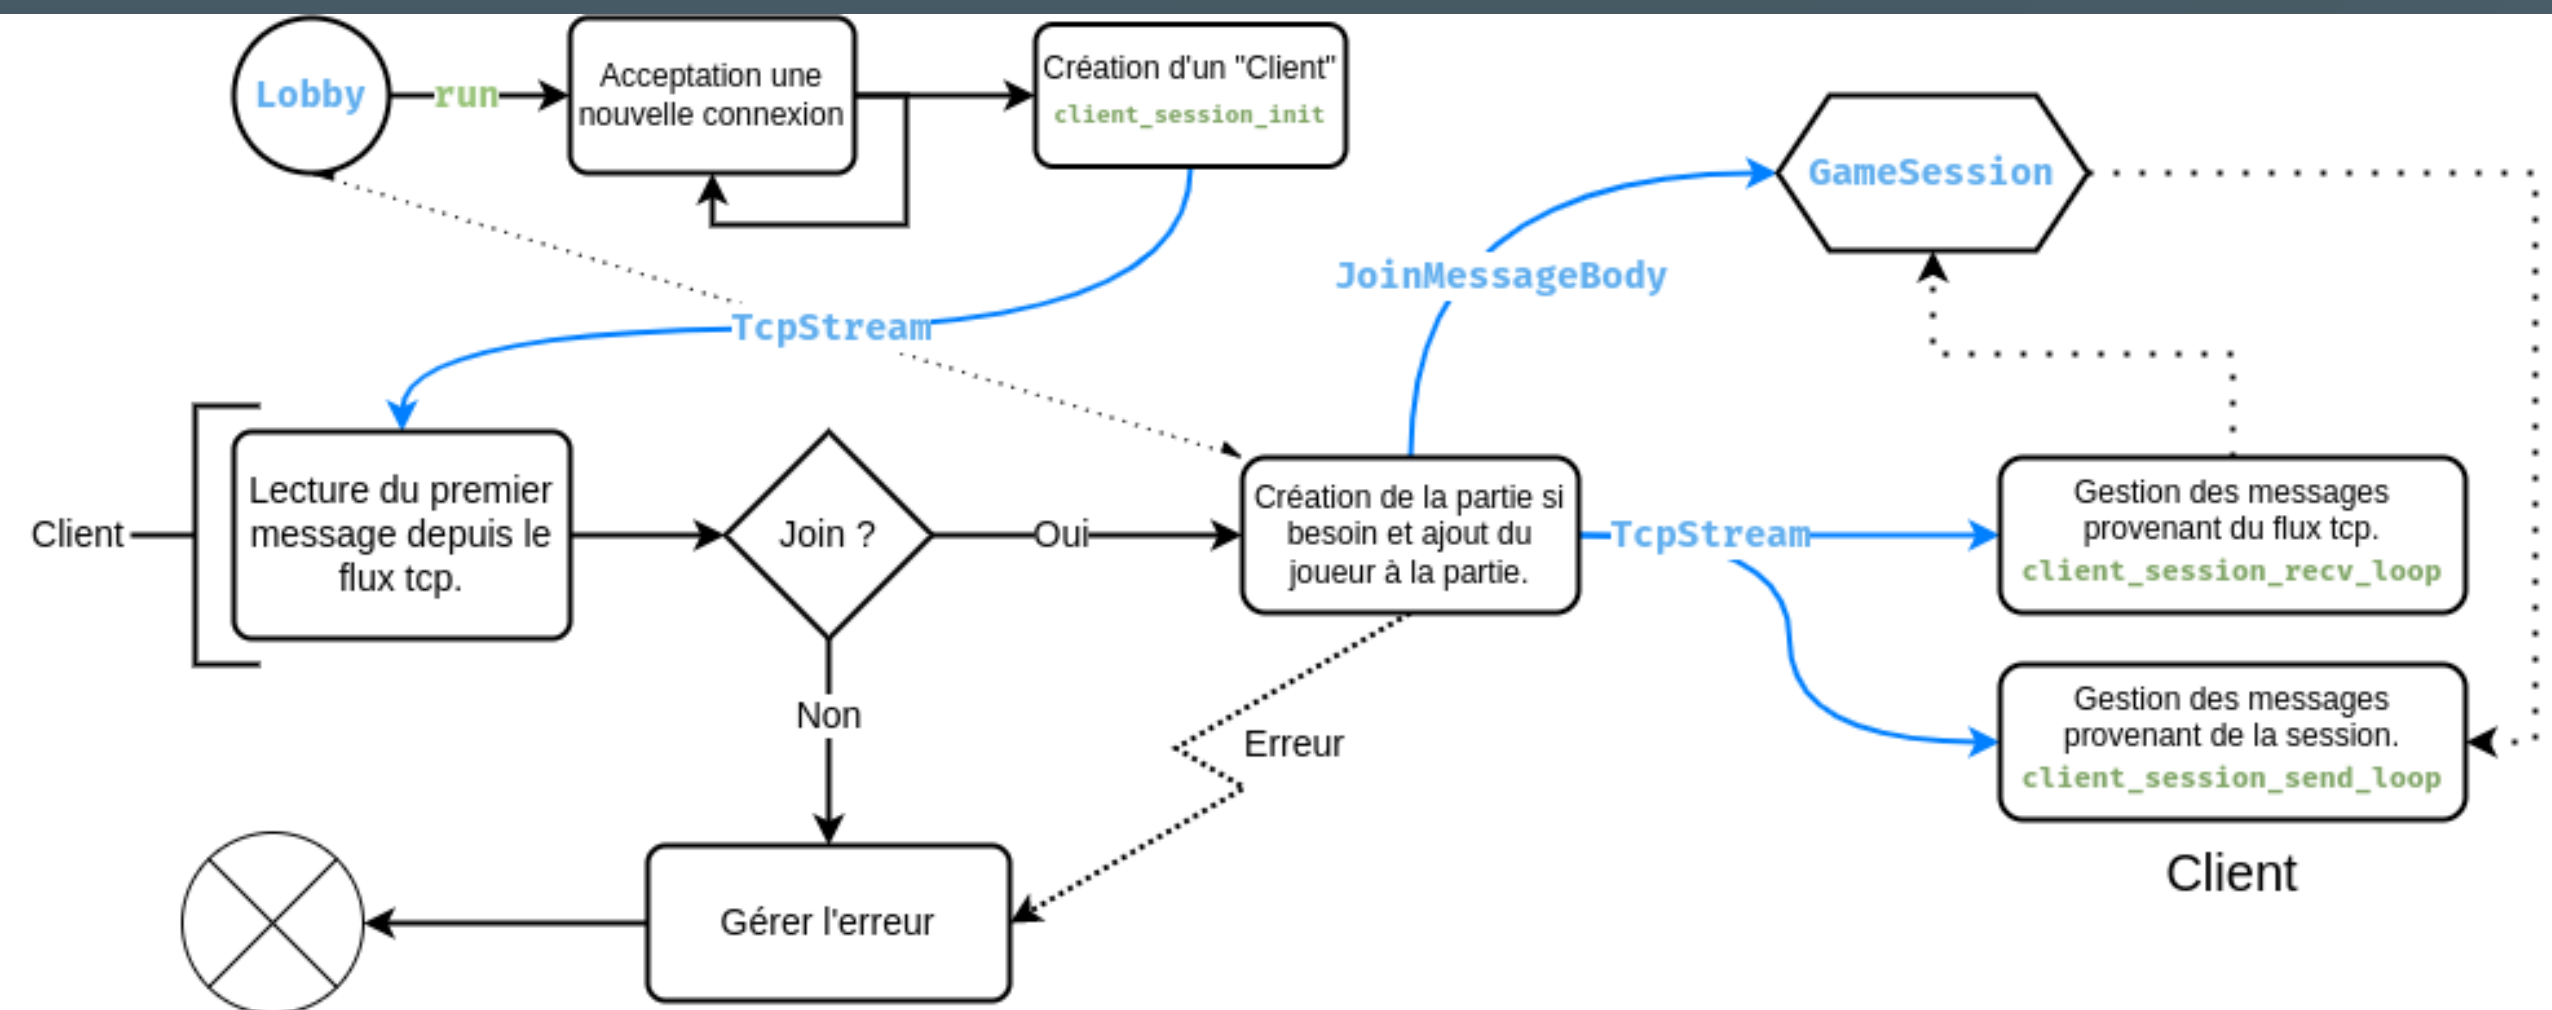 Lobby
run
Acceptation une
nouvelle connexion
Création d'un "Client"
client_session_init
GameSession
JoinMessageBody
TcpStream
Client
Lecture du premier
message depuis le
flux tcp.
Join ?
Oui
Création de la partie si
besoin et ajout du
joueur à la partie.
TcpStream
Gestion des messages
provenant du flux tcp.
client_session_recv_loop
Non
Erreur
Gestion des messages
provenant de la session.
client_session_send_loop
Client
Gérer l'erreur